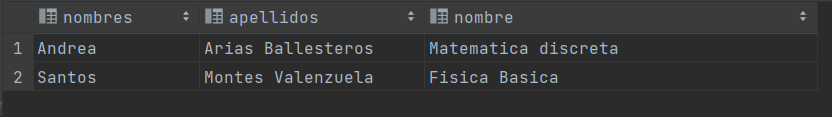 nombres apellidos nombre
1 Andrea Arias Ballesteros Matematica discreta
2 Santos Montes Valenzuela Fisica Basica